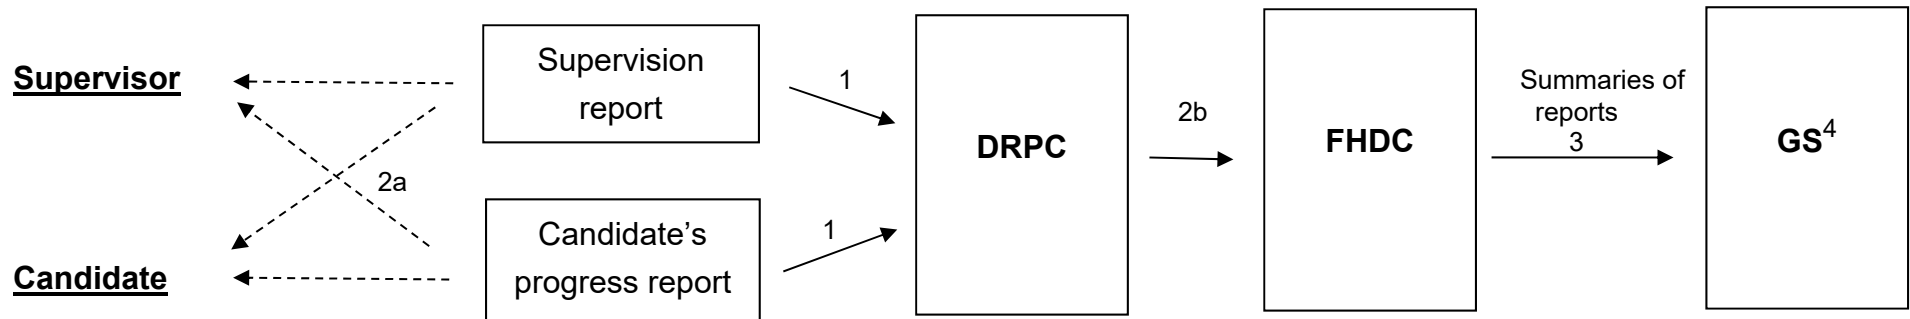 Supervisor
Candidate
Supervision
report
Candidate's
progress report
2a
1
1
DRPC
2b
FHDC
Summaries of
reports
3
GS4